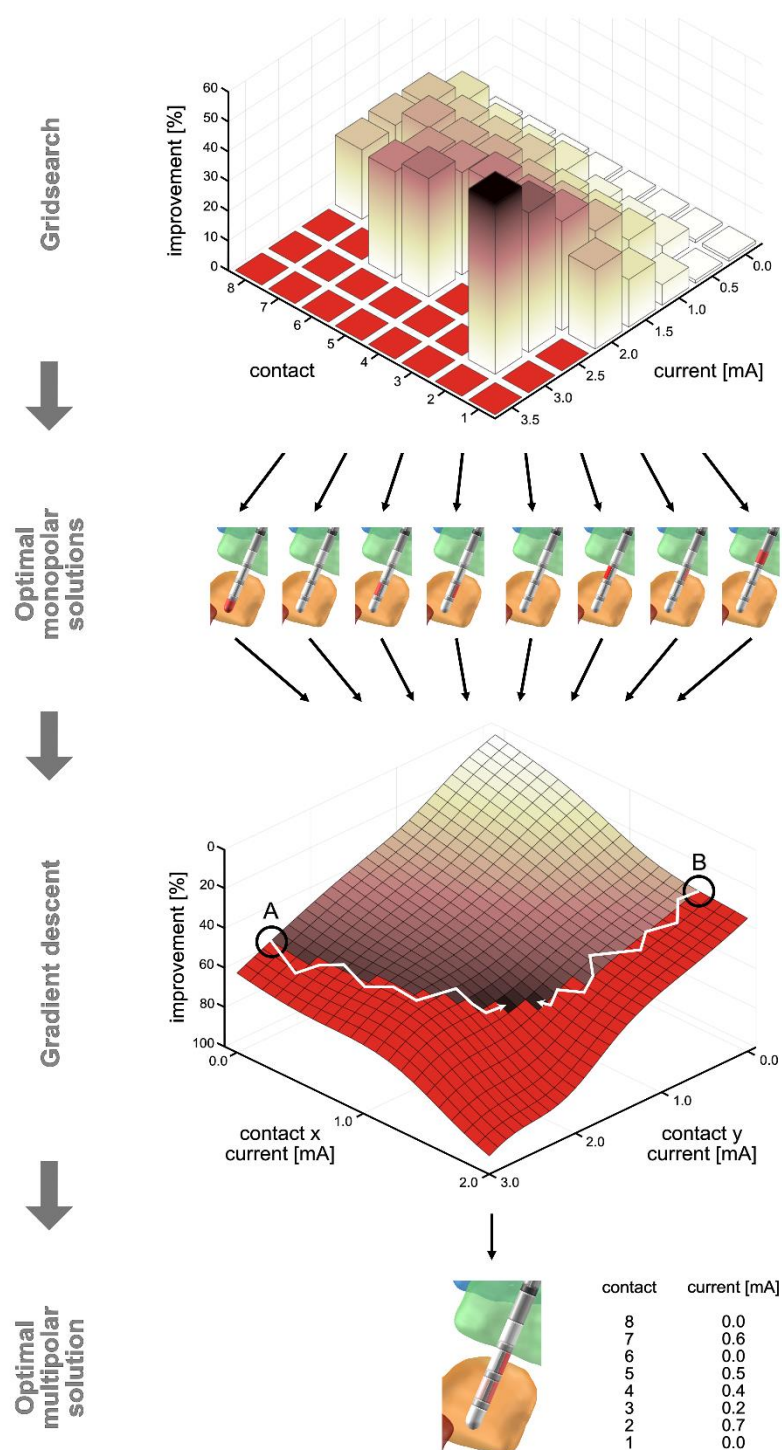 Gridsearch
improvement [%]
60
50
40
30
20
10
0
8
7
6
5
4
3
2
1
contact
0.0
0.5
1.0
1.5
2.0
2.5
3.0
3.5
current [mA]
Optimal
monopolar
solutions
Gradient descent
improvement [%]
0
20
40
60
80
100
A
B
0.0
1.0
2.0
contact x
current [mA]
0.0
1.0
2.0
3.0
contact y
current [mA]
Optimal
multipolar
solution
contact current [mA]
8 0.0
7 0.6
6 0.0
5 0.5
4 0.4
3 0.2
2 0.7
1 0.0